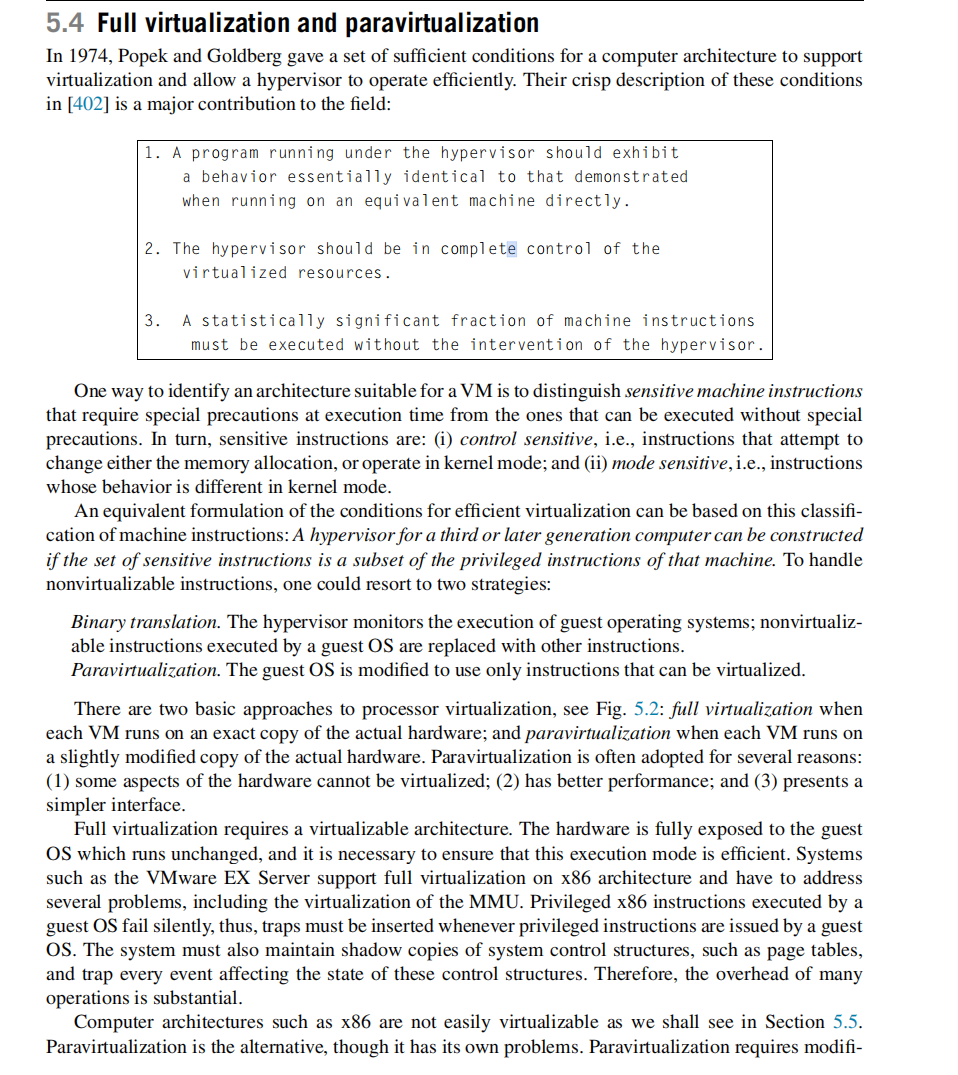 5.4 Full virtualization and paravirtualization
In 1974, Popek and Goldberg gave a set of sufficient conditions for a computer architecture to support
virtualization and allow a hypervisor to operate efficiently. Their crisp description of these conditions
in [402] is a major contribution to the field:
1. A program running under the hypervisor should exhibit
a behavior essentially identical to that demonstrated
when running on an equivalent machine directly.
2. The hypervisor should be in complete control of the
virtualized resources.
3. A statistically significant fraction of machine instructions
must be executed without the intervention of the hypervisor.
One way to identify an architecture suitable for a VM is to distinguish sensitive machine instructions
that require special precautions at execution time from the ones that can be executed without special
precautions. In turn, sensitive instructions are: (i) control sensitive, i.e., instructions that attempt to
change either the memory allocation, or operate in kernel mode; and (ii) mode sensitive, i.e., instructions
whose behavior is different in kernel mode.
An equivalent formulation of the conditions for efficient virtualization can be based on this classifi-
cation of machine instructions: A hypervisor for a third or later generation computer can be constructed
if the set of sensitive instructions is a subset of the privileged instructions of that machine. To handle
nonvirtualizable instructions, one could resort to two strategies:
Binary translation. The hypervisor monitors the execution of guest operating systems; nonvirtualiz-
able instructions executed by a guest OS are replaced with other instructions.
Paravirtualization. The guest OS is modified to use only instructions that can be virtualized.
There are two basic approaches to processor virtualization, see Fig. 5.2: full virtualization when
each VM runs on an exact copy of the actual hardware; and paravirtualization when each VM runs on
a slightly modified copy of the actual hardware. Paravirtualization is often adopted for several reasons:
(1) some aspects of the hardware cannot be virtualized; (2) has better performance; and (3) presents a
simpler interface.
Full virtualization requires a virtualizable architecture. The hardware is fully exposed to the guest
OS which runs unchanged, and it is necessary to ensure that this execution mode is efficient. Systems
such as the VMware EX Server support full virtualization on x86 architecture and have to address
several problems, including the virtualization of the MMU. Privileged x86 instructions executed by a
guest OS fail silently, thus, traps must be inserted whenever privileged instructions are issued by a guest
OS. The system must also maintain shadow copies of system control structures, such as page tables,
and trap every event affecting the state of these control structures. Therefore, the overhead of many
operations is substantial.
Computer architectures such as x86 are not easily virtualizable as we shall see in Section 5.5.
Paravirtualization is the alternative, though it has its own problems. Paravirtualization requires modifi-